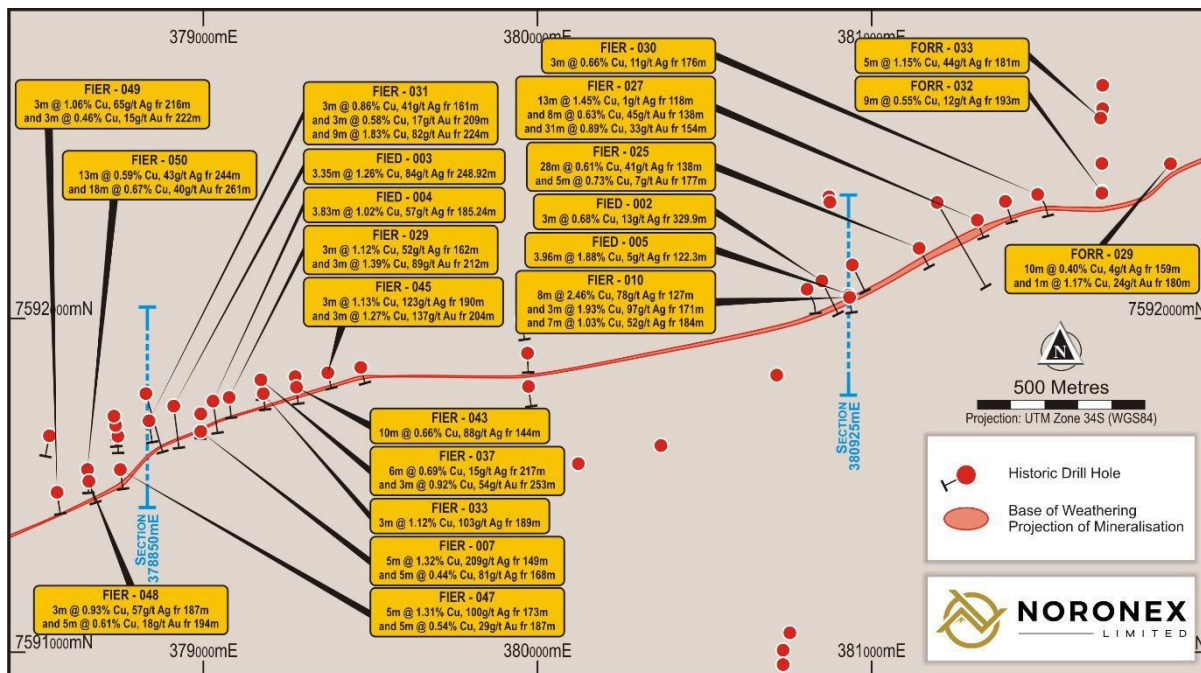 379000mE
380000mE
381000mE
FIER - 049
3m @ 1.06% Cu, 65g/t Ag fr 216m
and 3m @ 0.46% Cu, 15g/t Au fr 222m
FIER - 050
13m @ 0.59% Cu, 43g/t Ag fr 244m
and 18m @ 0.67% Cu, 40g/t Au fr 261m
FIER - 031
3m @ 0.86% Cu, 41g/t Ag fr 161m
and 3m @ 0.58% Cu, 17g/t Au fr 209m
and 9m @ 1.83% Cu, 82g/t Au fr 224m
FIED - 003
3.35m @ 1.26% Cu, 84g/t Ag fr 248.92m
FIED - 004
3.83m @ 1.02% Cu, 57g/t Ag fr 185.24m
FIER - 029
3m @ 1.12% Cu, 52g/t Ag fr 162m
and 3m @ 1.39% Cu, 89g/t Au fr 212m
FIER - 045
3m @ 1.13% Cu, 123g/t Ag fr 190m
and 3m @ 1.27% Cu, 137g/t Au fr 204m
FIER - 030
3m @ 0.66% Cu, 11g/t Ag fr 176m
FIER - 027
13m @ 1.45% Cu, 1g/t Ag fr 118m
and 8m @ 0.63% Cu, 45g/t Au fr 138m
and 31m @ 0.89% Cu, 33g/t Au fr 154m
FIER - 025
28m @ 0.61% Cu, 41g/t Ag fr 138m
and 5m @ 0.73% Cu, 7g/t Au fr 177m
FIED - 002
3m @ 0.68% Cu, 13g/t Ag fr 329.9m
FIED - 005
3.96m @ 1.88% Cu, 5g/t Ag fr 122.3m
FIER - 010
8m @ 2.46% Cu, 78g/t Ag fr 127m
and 3m @ 1.93% Cu, 97g/t Ag fr 171m
and 7m @ 1.03% Cu, 52g/t Ag fr 184m
FORR - 033
5m @ 1.15% Cu, 44g/t Ag fr 181m
FORR - 032
9m @ 0.55% Cu, 12g/t Ag fr 193m
FORR - 029
10m @ 0.40% Cu, 4g/t Ag fr 159m
and 1m @ 1.17% Cu, 24g/t Au fr 180m
7592000mN
7592000mN
SECTION
378850mE
SECTION
380925mE
FIER - 043
10m @ 0.66% Cu, 88g/t Ag fr 144m
FIER - 037
6m @ 0.69% Cu, 15g/t Ag fr 217m
and 3m @ 0.92% Cu, 54g/t Au fr 253m
FIER - 033
3m @ 1.12% Cu, 103g/t Ag fr 189m
FIER - 007
5m @ 1.32% Cu, 209g/t Ag fr 149m
and 5m @ 0.44% Cu, 81g/t Ag fr 168m
FIER - 047
5m @ 1.31% Cu, 100g/t Ag fr 173m
and 5m @ 0.54% Cu, 29g/t Au fr 187m
FIER - 048
3m @ 0.93% Cu, 57g/t Ag fr 187m
and 5m @ 0.61% Cu, 18g/t Au fr 194m
N
500 Metres
Projection: UTM Zone 34S (WGS84)
Historic Drill Hole
Base of Weathering
Projection of Mineralisation
NORONEX
LIMITED
7591000mN
379000mE
380000mE
381000mE